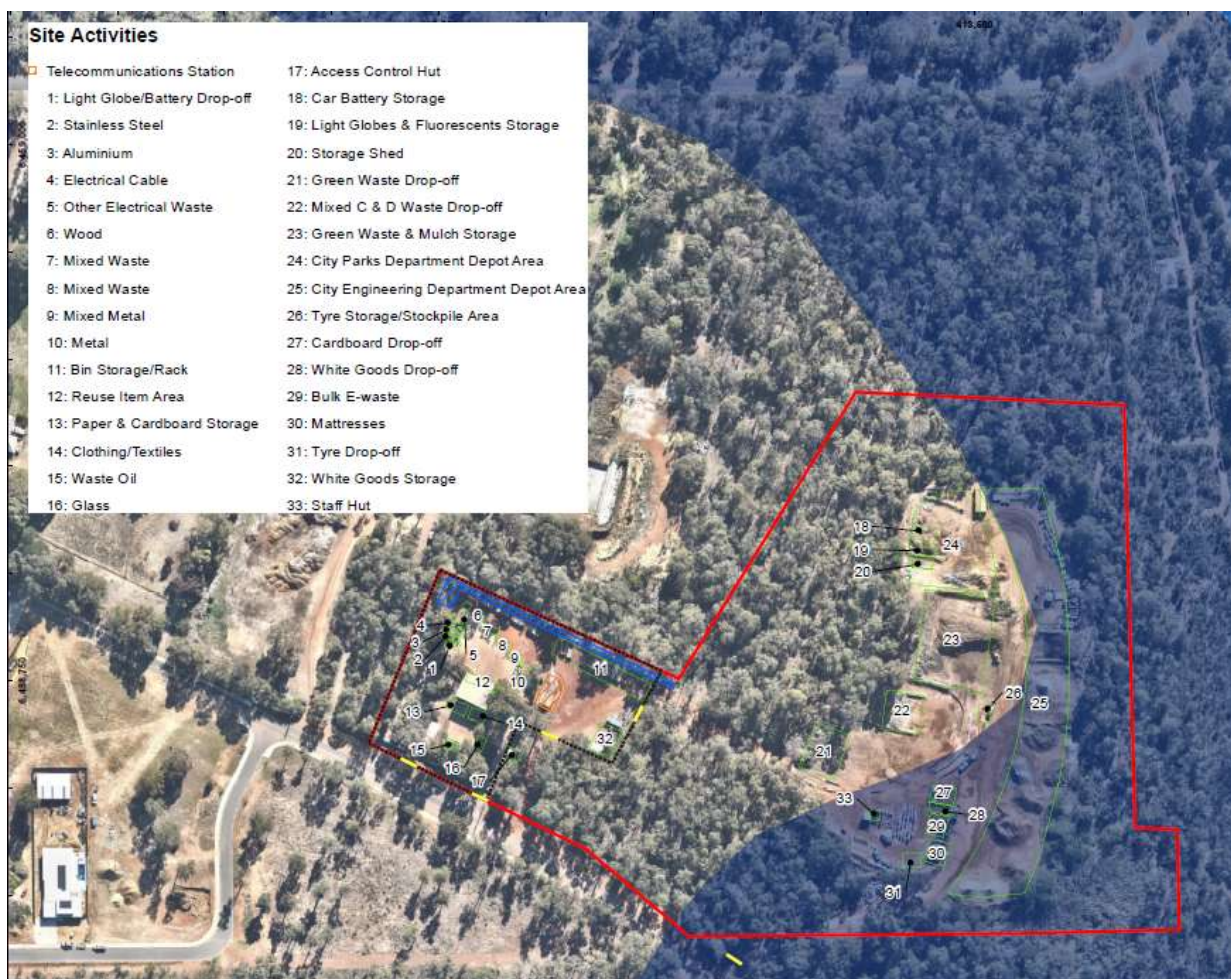 Site Activities
Telecommunications Station
1: Light Globe/Battery Drop-off
2: Stainless Steel
3: Aluminium
4: Electrical Cable
5: Other Electrical Waste
6: Wood
7: Mixed Waste
8: Mixed Waste
9: Mixed Metal
10: Metal
11: Bin Storage/Rack
12: Reuse Item Area
13: Paper & Cardboard Storage
14: Clothing/Textiles
15: Waste Oil
16: Glass
17: Access Control Hut
18: Car Battery Storage
19: Light Globes & Fluorescents Storage
20: Storage Shed
21: Green Waste Drop-off
22: Mixed C & D Waste Drop-off
23: Green Waste & Mulch Storage
24: City Parks Department Depot Area
25: City Engineering Department Depot Area
26: Tyre Storage/Stockpile Area
27: Cardboard Drop-off
28: White Goods Drop-off
29: Bulk E-waste
30: Mattresses
31: Tyre Drop-off
32: White Goods Storage
33: Staff Hut
18
24
19
20
6
4
7
3
8
2
5
9
1
11
10
23
12
25
13
26
14
22
32
15
21
16
17
27
33
28
29
30
31